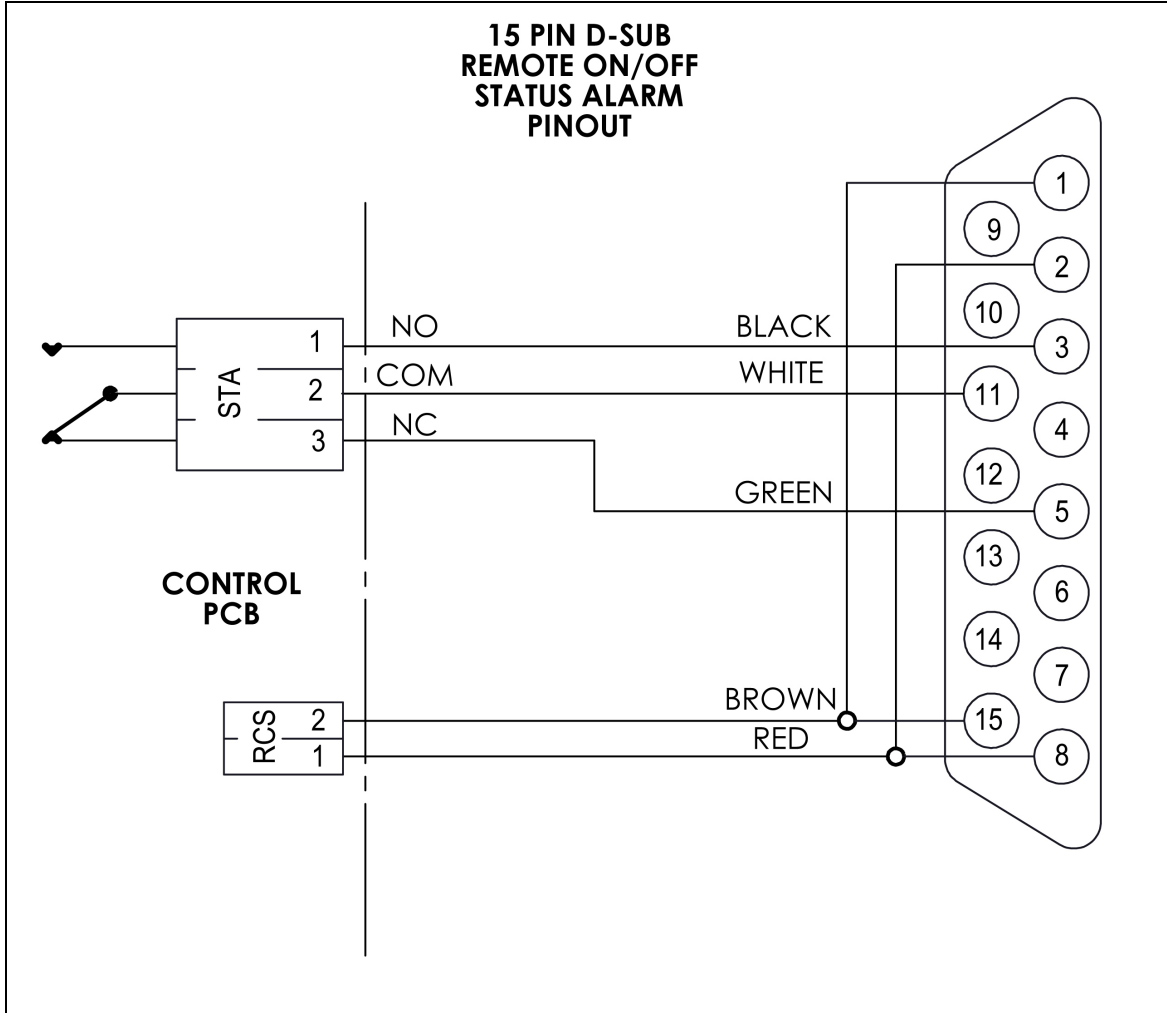 15 PIN D-SUB
REMOTE ON/OFF
STATUS ALARM
PINOUT
1
9
2
10
NO
BLACK
1
3
COM
WHITE
STA
2
11
NC
3
4
12
GREEN
5
13
CONTROL
PCB
6
14
7
BROWN
RCS
2
15
RED
1
8